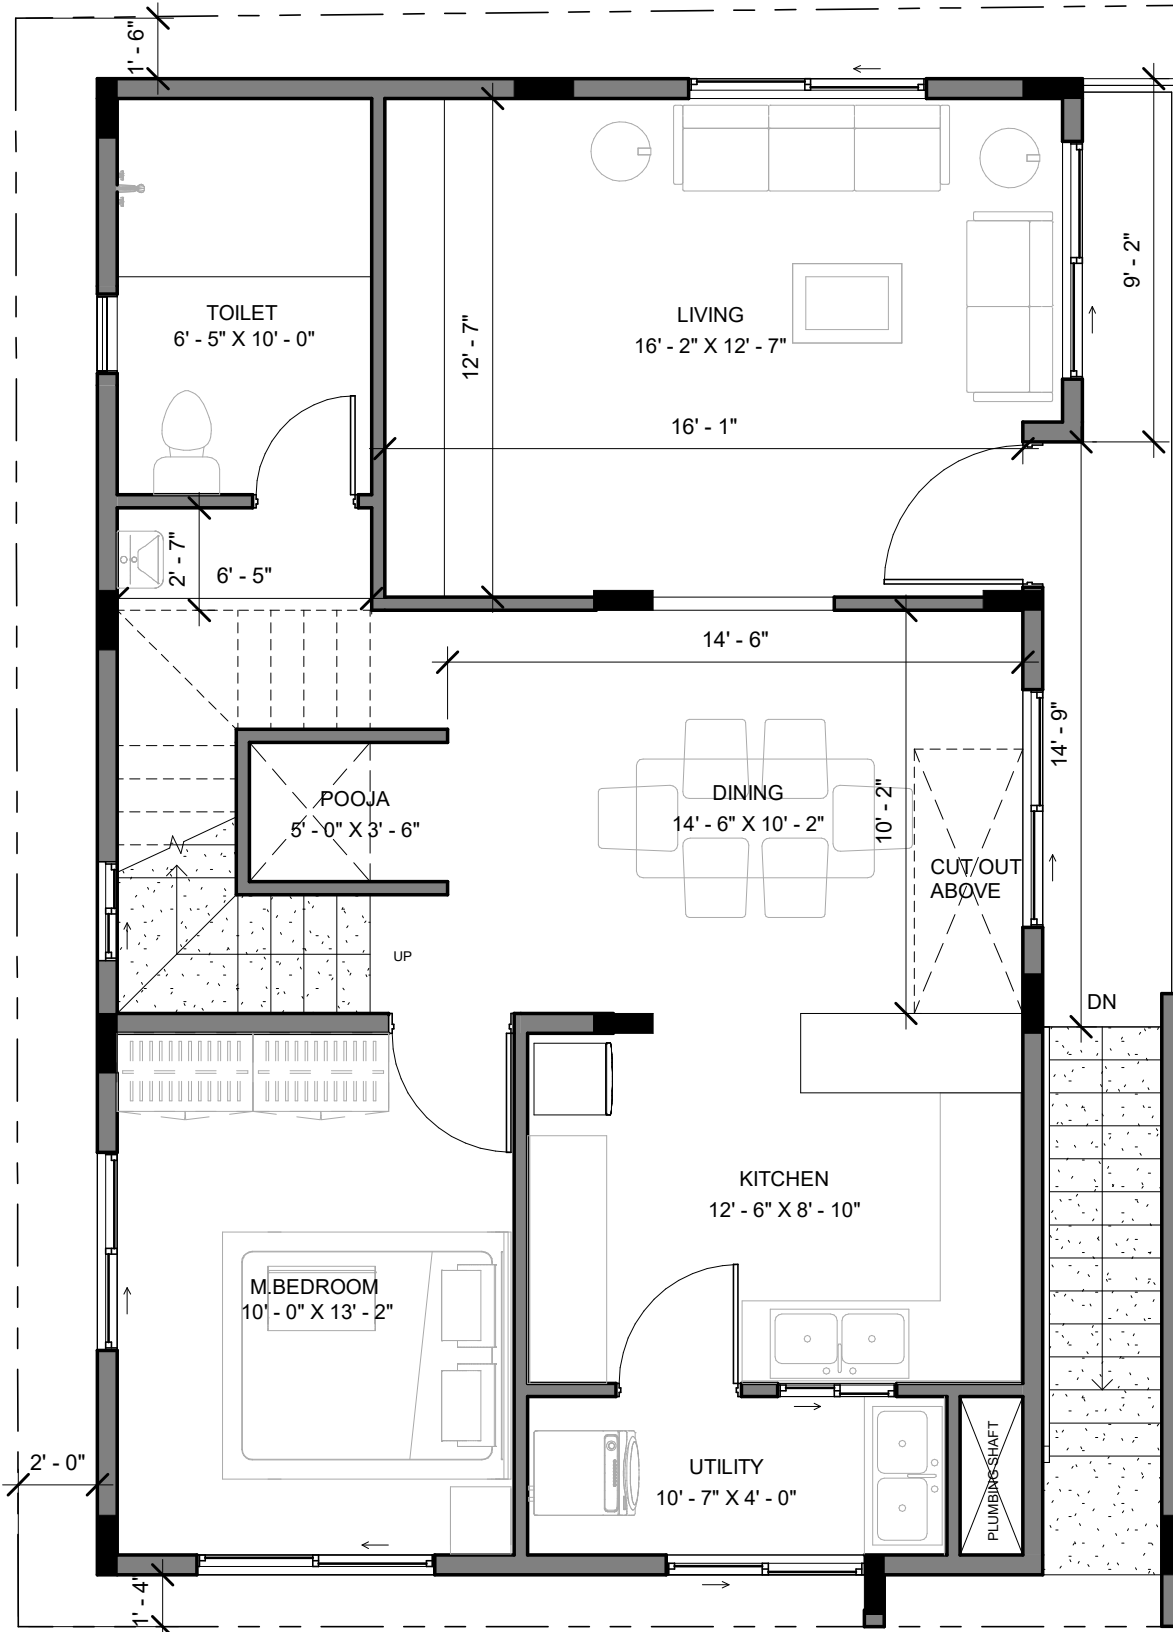 1' - 6"
TOILET
6' - 5" X 10' - 0"
LIVING
16' - 2" X 12' - 7"
12' - 7"
9' - 2"
16' - 1"
2' - 7"
6' - 5"
14' - 6"
14' - 9"
POOJA
5' - 0" X 3' - 6"
DINING
14' - 6" X 10' - 2"
10' - 2"
CUT/OUT
ABOVE
UP
DN
KITCHEN
12' - 6" X 8' - 10"
M.BEDROOM
10' - 0" X 13' - 2"
2' - 0"
UTILITY
10' - 7" X 4' - 0"
PLUMBING SHAFT
1' - 4"